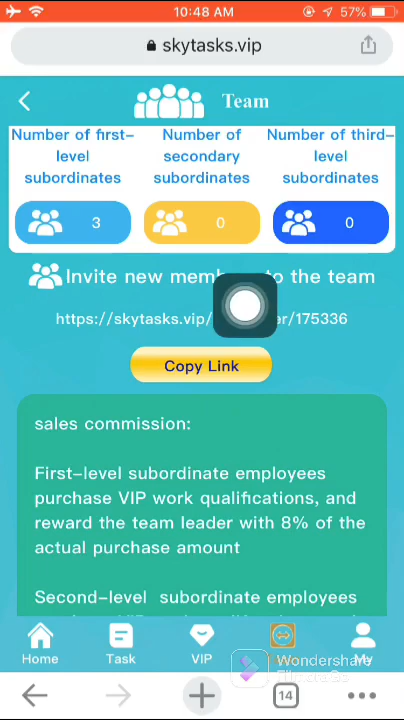 10:48 AM 57%
skytasks.vip
Team
Number of first-
level
subordinates
Number of
secondary
subordinates
Number of third-
level
subordinates
3
0
0
Invite new to the team
https://skytasks.vip/ /175336
Copy Link
sales commission:
First-level subordinate employees
purchase VIP work qualifications, and
reward the team leader with 8% of the
actual purchase amount
Second-level subordinate employees
Home
Task
VIP
Me
Wondershare
Filmora9
14